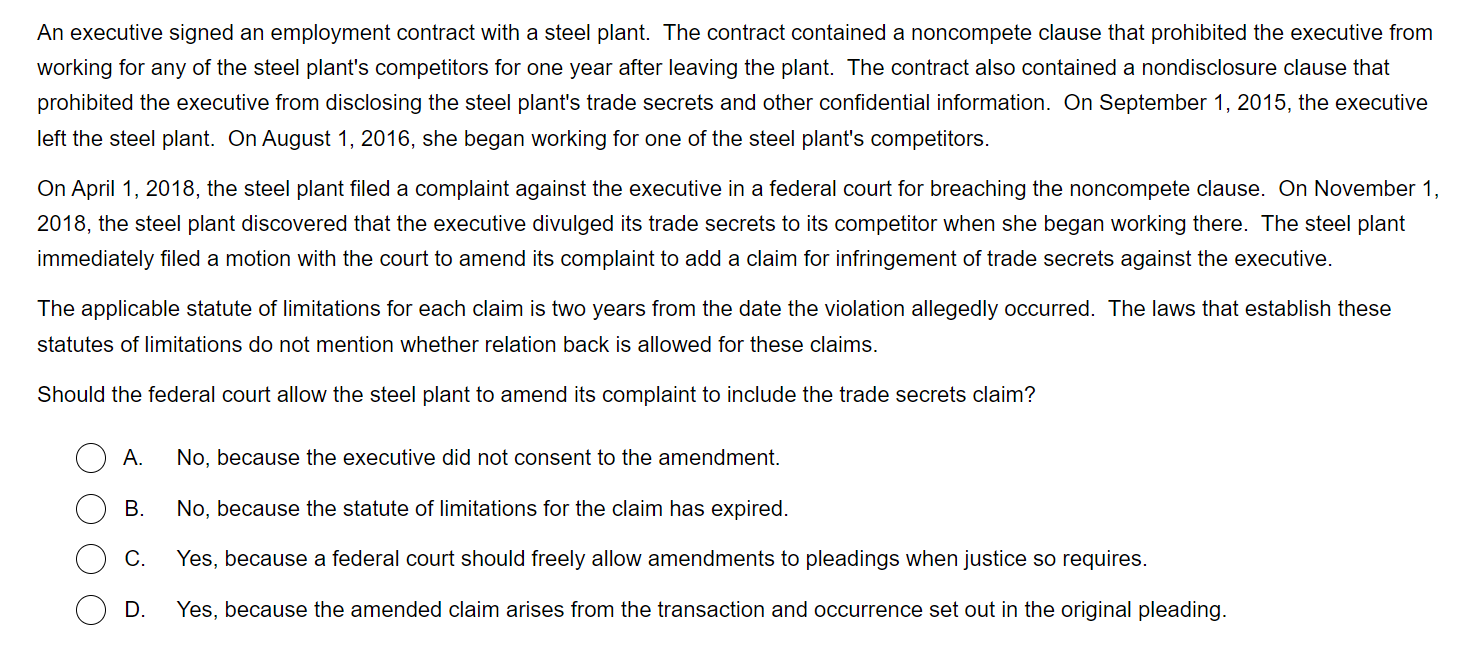 An executive signed an employment contract with a steel plant.  The contract contained a noncompete clause that prohibited the executive from
working for any of the steel plant's competitors for one year after leaving the plant.  The contract also contained a nondisclosure clause that
prohibited the executive from disclosing the steel plant's trade secrets and other confidential information.  On September 1, 2015, the executive
left the steel plant.  On August 1, 2016, she began working for one of the steel plant's competitors.
On April 1, 2018, the steel plant filed a complaint against the executive in a federal court for breaching the noncompete clause.  On November 1,
2018, the steel plant discovered that the executive divulged its trade secrets to its competitor when she began working there.  The steel plant
immediately filed a motion with the court to amend its complaint to add a claim for infringement of trade secrets against the executive.
The applicable statute of limitations for each claim is two years from the date the violation allegedly occurred.  The laws that establish these
statutes of limitations do not mention whether relation back is allowed for these claims.
Should the federal court allow the steel plant to amend its complaint to include the trade secrets claim?
A. No, because the executive did not consent to the amendment.
B. No, because the statute of limitations for the claim has expired.
C. Yes, because a federal court should freely allow amendments to pleadings when justice so requires.
D. Yes, because the amended claim arises from the transaction and occurrence set out in the original pleading.